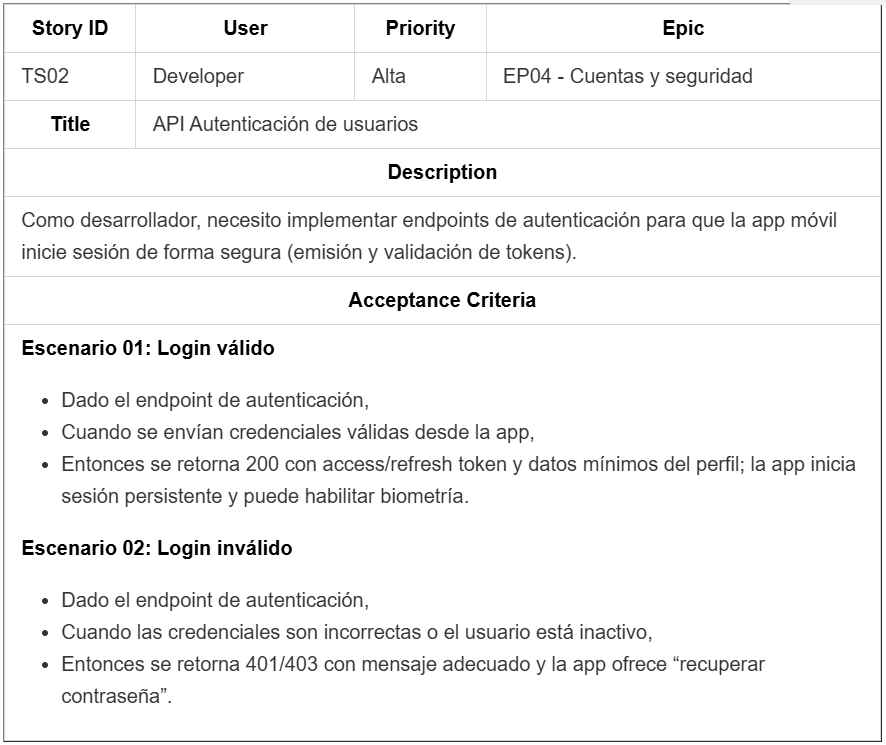 Story ID User Priority Epic
TS02 Developer Alta EP04 - Cuentas y seguridad
Title API Autenticación de usuarios
Description
Como desarrollador, necesito implementar endpoints de autenticación para que la app móvil
inicie sesión de forma segura (emisión y validación de tokens).
Acceptance Criteria
Escenario 01: Login válido
• Dado el endpoint de autenticación,
• Cuando se envían credenciales válidas desde la app,
• Entonces se retorna 200 con access/refresh token y datos mínimos del perfil; la app inicia
sesión persistente y puede habilitar biometría.
Escenario 02: Login inválido
• Dado el endpoint de autenticación,
• Cuando las credenciales son incorrectas o el usuario está inactivo,
• Entonces se retorna 401/403 con mensaje adecuado y la app ofrece “recuperar
contraseña”.